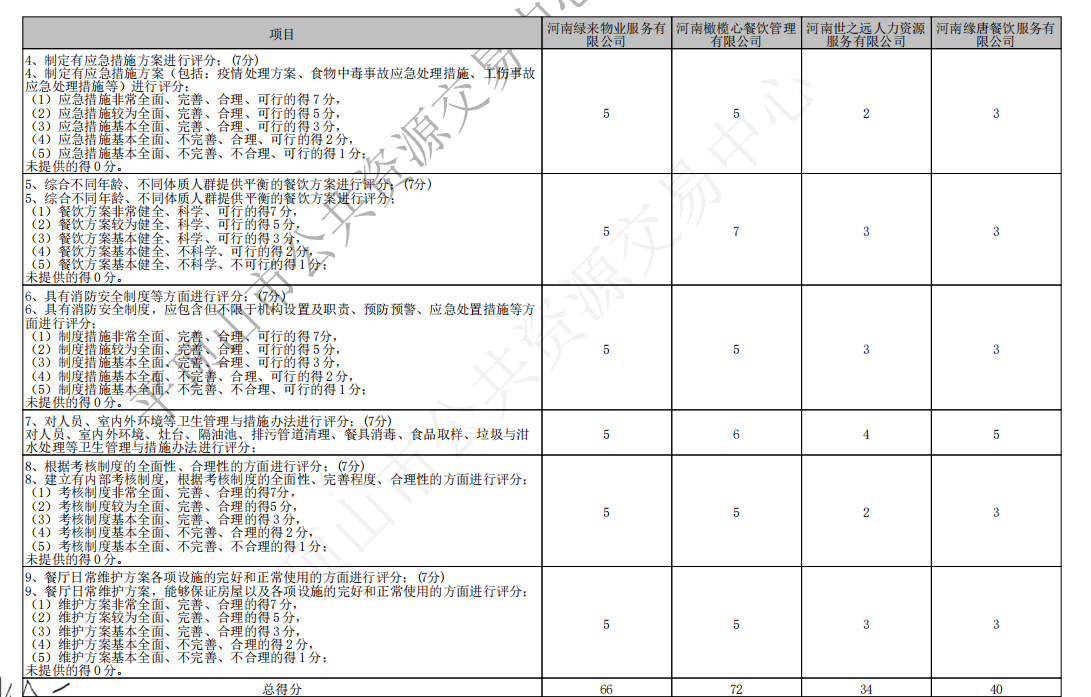 项目
河南绿来物业服务有
限公司
河南橄榄心餐饮管理
有限公司
河南世之远人力资源
服务有限公司
河南缘唐餐饮服务有
限公司
4、制定有应急措施方案进行评分；(7分)
4、制定有应急措施方案（包括：疫情处理方案、食物中毒事故应急处理措施、工伤事故
应急处理措施等）进行评分；
（1）应急措施非常全面、完善、合理、可行的得７分，
（2）应急措施较为全面、完善、合理、可行的得５分，
（3）应急措施基本全面、完善、合理、可行的得３分，
（4）应急措施基本全面、不完善、合理、可行的得２分，
（5）应急措施基本全面、不完善、不合理、可行的得１分；
未提供的得０分。
5
5
2
3
5、综合不同年龄、不同体质人群提供平衡的餐饮方案进行评分；(7分)
5、综合不同年龄、不同体质人群提供平衡的餐饮方案进行评分；
（1）餐饮方案非常健全、科学、可行的得7分，
（2）餐饮方案较为健全、科学、可行的得５分，
（3）餐饮方案基本健全、科学、可行的得３分，
（4）餐饮方案基本健全、不科学、可行的得２分，
（5）餐饮方案基本健全、不科学、不可行的得１分；
未提供的得０分。
5
7
3
3
6、具有消防安全制度等方面进行评分；(7分)
6、具有消防安全制度，应包含但不限于机构设置及职责、预防预警、应急处置措施等方
面进行评分；
（1）制度措施非常全面、完善、合理、可行的得 7分，
（2）制度措施较为全面、完善、合理、可行的得５分，
（3）制度措施基本全面、完善、合理、可行的得３分，
（4）制度措施基本全面、不完善、合理、可行的得２分，
（5）制度措施基本全面、不完善、不合理、可行的得１分；
未提供的得０分。
5
5
3
3
7、对人员、室内外环境等卫生管理与措施办法进行评分；(7分)
对人员、室内外环境、灶台、隔油池、排污管道清理、餐具消毒、食品取样、垃圾与泔
水处理等卫生管理与措施办法进行评分；
5
6
4
5
8、根据考核制度的全面性、合理性的方面进行评分；(7分)
8、建立有内部考核制度，根据考核制度的全面性、完善程度、合理性的方面进行评分；
（1）考核制度非常全面、完善、合理的得7分，
（2）考核制度较为全面、完善、合理的得5 分，
（3）考核制度基本全面、完善、合理的得３分，
（4）考核制度基本全面、不完善、合理的得２分，
（5）考核制度基本全面、不完善、不合理的得１分；
未提供的得０分。
5
5
2
3
9、餐厅日常维护方案各项设施的完好和正常使用的方面进行评分；(7分)
9、餐厅日常维护方案，能够保证房屋以及各项设施的完好和正常使用的方面进行评分；
（1）维护方案非常全面、完善、合理的得7分，
（2）维护方案较为全面、完善、合理的得５分，
（3）维护方案基本全面、完善、合理的得３分，
（4）维护方案基本全面、不完善、合理的得２分，
（5）维护方案基本全面、不完善、不合理的得１分；
未提供的得０分。
5
5
3
3
总得分
66
72
34
40
平顶山市公共资源交易中心
顶山市公共资源交易中心